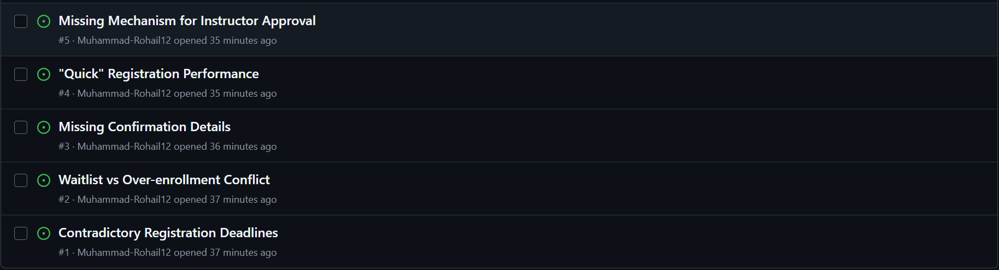 Missing Mechanism for Instructor Approval
#5 · Muhammad-Rohail12 opened 35 minutes ago
"Quick" Registration Performance
#4 · Muhammad-Rohail12 opened 35 minutes ago
Missing Confirmation Details
#3 · Muhammad-Rohail12 opened 36 minutes ago
Waitlist vs Over-enrollment Conflict
#2 · Muhammad-Rohail12 opened 37 minutes ago
Contradictory Registration Deadlines
#1 · Muhammad-Rohail12 opened 37 minutes ago